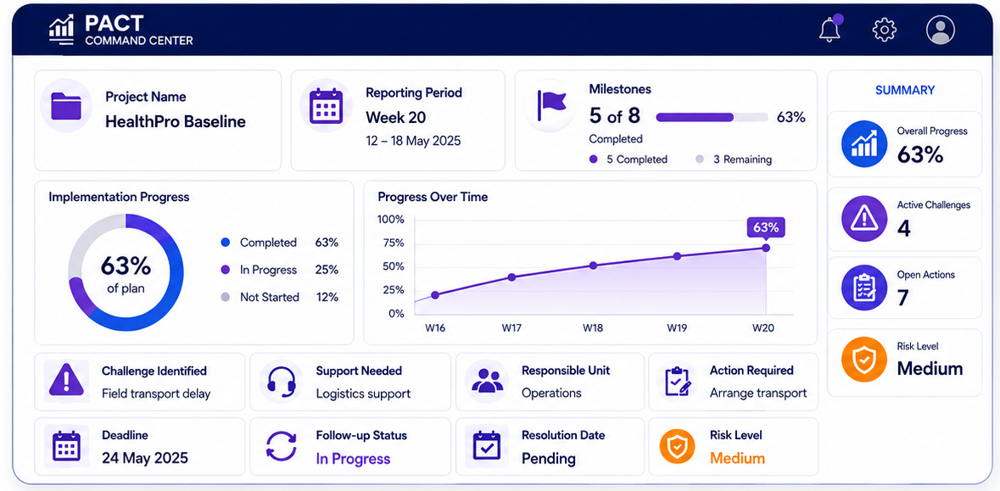 PACT
COMMAND CENTER
Project Name
HealthPro Baseline
Reporting Period
Week 20
12 – 18 May 2025
Milestones
5 of 8
63%
Completed
5 Completed
3 Remaining
SUMMARY
Overall Progress
63%
Active Challenges
4
Open Actions
7
Risk Level
Medium
Implementation Progress
63%
of plan
Completed 63%
In Progress 25%
Not Started 12%
Progress Over Time
100%
75%
50%
25%
0%
63%
W16 W17 W18 W19 W20
Challenge Identified
Field transport delay
Support Needed
Logistics support
Responsible Unit
Operations
Action Required
Arrange transport
Deadline
24 May 2025
Follow-up Status
In Progress
Resolution Date
Pending
Risk Level
Medium